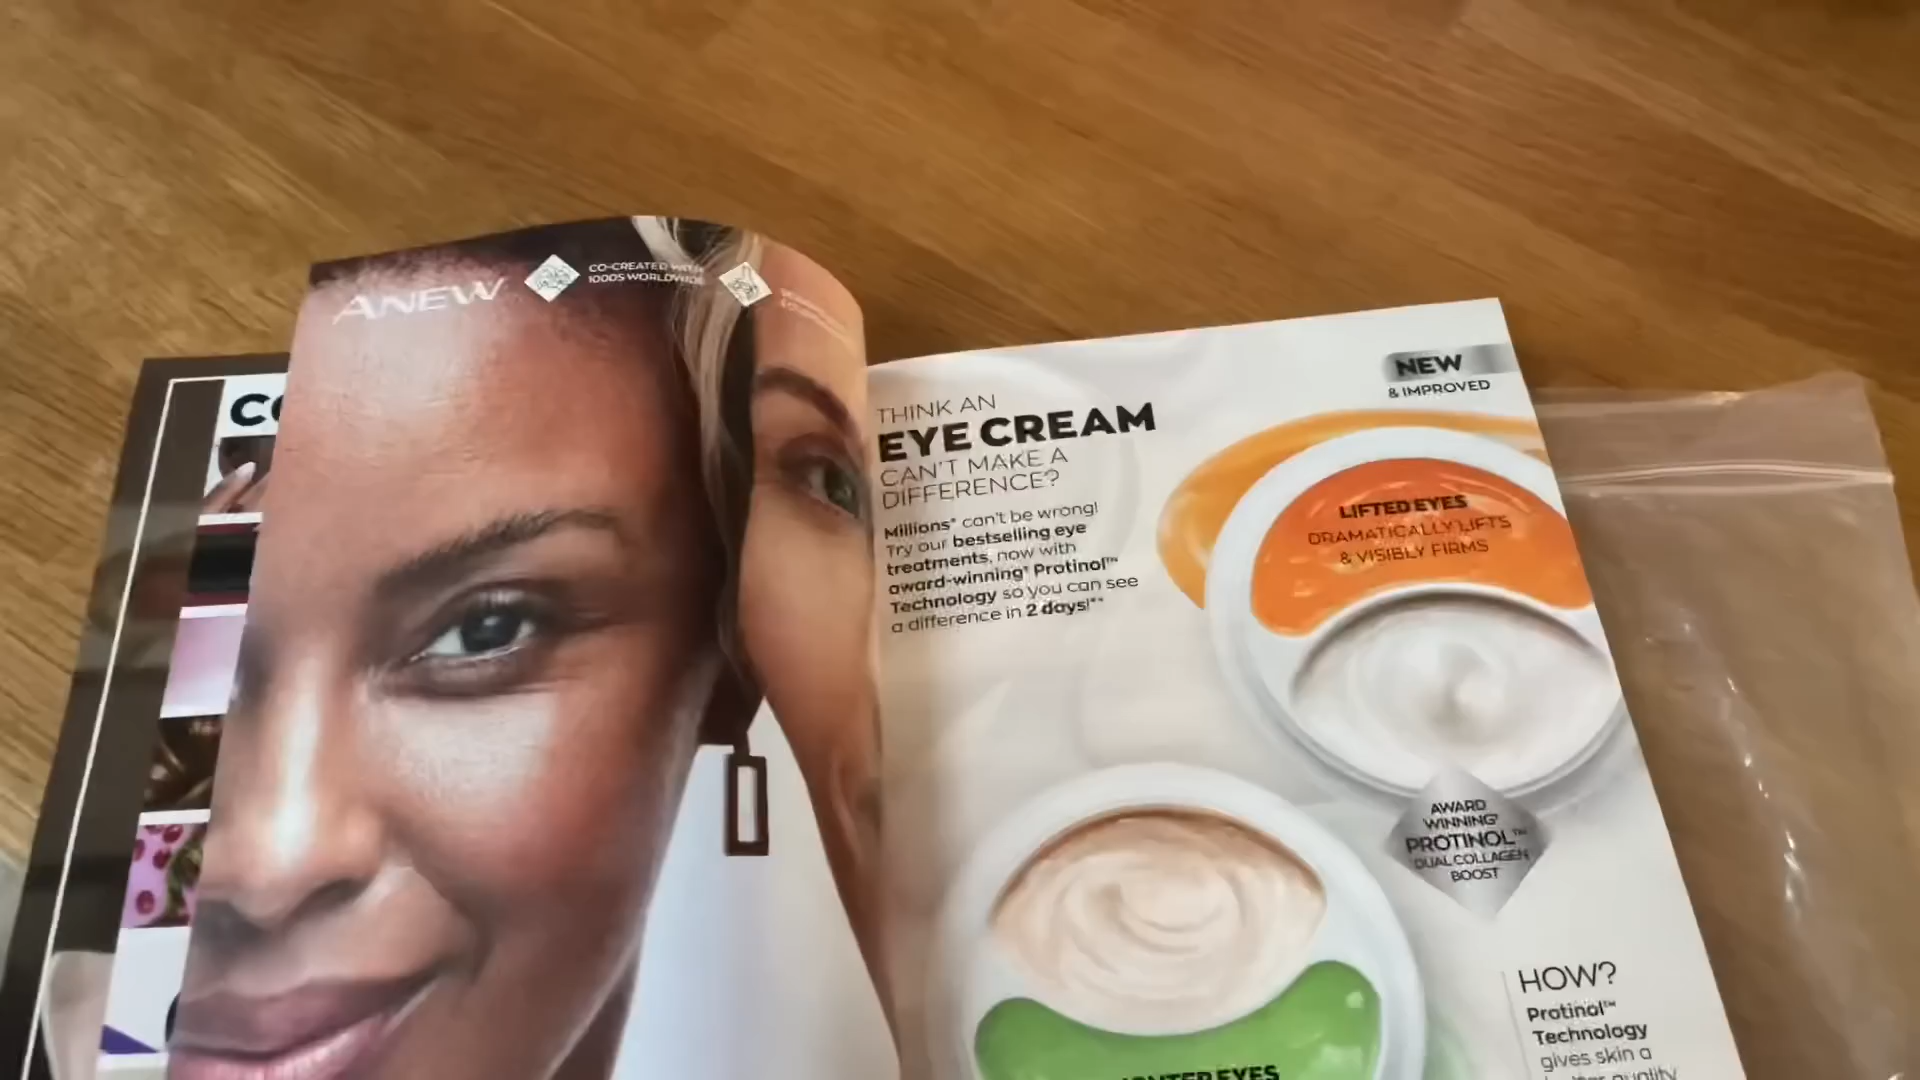 ANEW
CO-CREATED WITH
1000S WORLDWIDE
THINK AN
EYE CREAM
CAN'T MAKE A
DIFFERENCE?
Millions* can't be wrong!
Try our bestselling eye
treatments, now with
award-winning† Protinol™
Technology so you can see
a difference in 2 days!**
NEW
& IMPROVED
LIFTED EYES
DRAMATICALLY LIFTS
& VISIBLY FIRMS
AWARD
WINNING†
PROTINOL™
DUAL COLLAGEN
BOOST
HOW?
Protinol™
Technology
gives skin a
quality
EYES